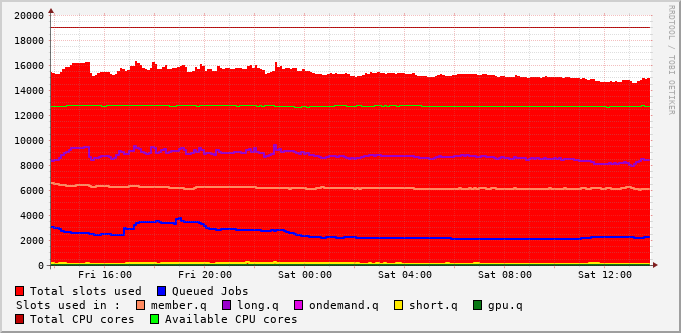 20000
18000
16000
14000
12000
10000
8000
6000
4000
2000
0
Fri 16:00 Fri 20:00 Sat 00:00 Sat 04:00 Sat 08:00 Sat 12:00
Total slots used Queued Jobs
Slots used in : member.q long.q ondemand.q short.q gpu.q
Total CPU cores Available CPU cores
RRDTOOL / TOBI OETIKER